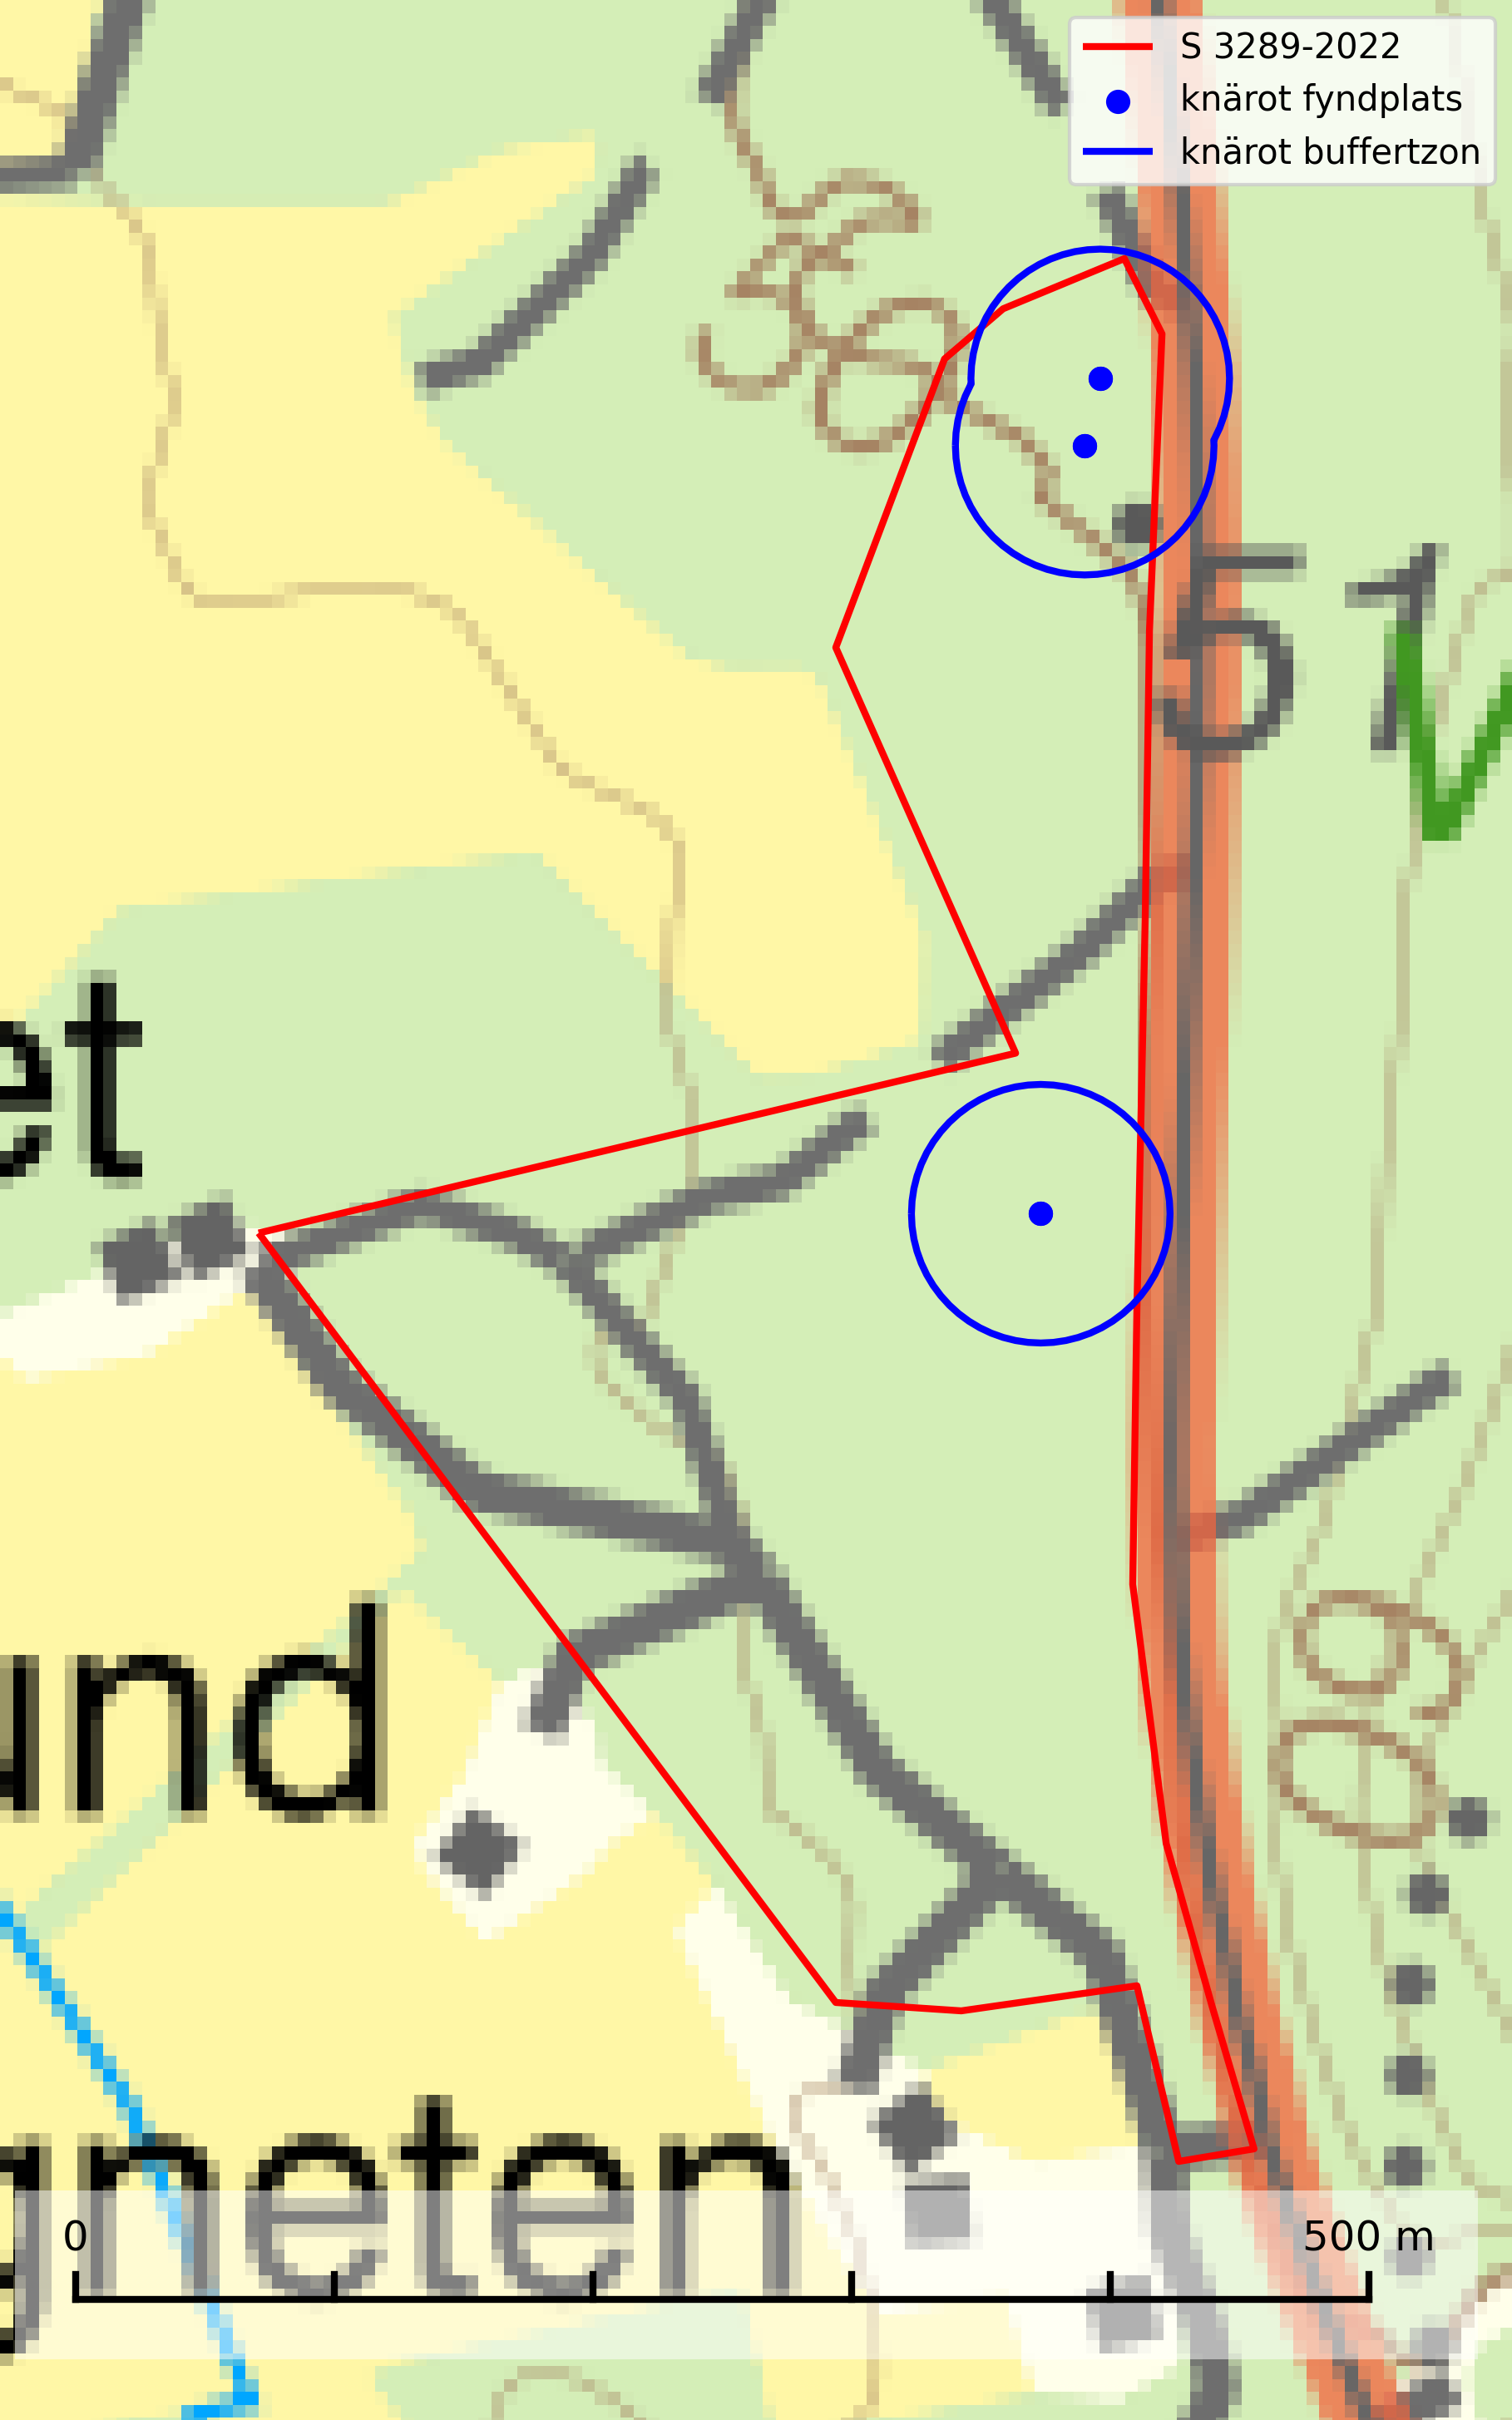 S 3289-2022
knärot fyndplats
knärot buffertzon
51
et
und
gneten
0
500 m